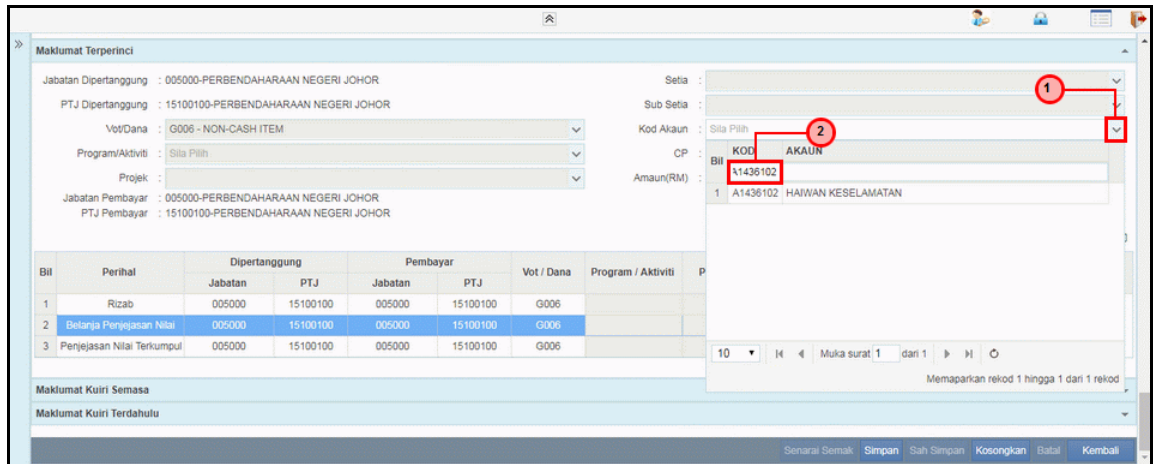 Maklumat Terperinci
Jabatan Dipertanggung : 005000-PERBENDAHARAAN NEGERI JOHOR
Setia :
PTJ Dipertanggung : 15100100-PERBENDAHARAAN NEGERI JOHOR
Sub Setia :
1
Vot/Dana : G006 - NON-CASH ITEM
Kod Akaun : Sila Pilih
2
Program/Aktiviti : Sila Pilih
CP :
Bil KOD AKAUN
A1436102
Projek :
Amaun(RM) :
1 A1436102 HAIWAN KESELAMATAN
Jabatan Pembayar : 005000-PERBENDAHARAAN NEGERI JOHOR
PTJ Pembayar : 15100100-PERBENDAHARAAN NEGERI JOHOR
Bil Perihal Dipertanggung Pembayar Vot / Dana Program / Aktiviti P
Jabatan PTJ Jabatan PTJ
1 Rizab 005000 15100100 005000 15100100 G006
2 Belanja Penjejasan Nilai 005000 15100100 005000 15100100 G006
3 Penjejasan Nilai Terkumpul 005000 15100100 005000 15100100 G006
10 Muka surat 1 dari 1
Memaparkan rekod 1 hingga 1 dari 1 rekod
Maklumat Kuiri Semasa
Maklumat Kuiri Terdahulu
Senarai Semak Simpan Sah Simpan Kosongkan Batal Kembali